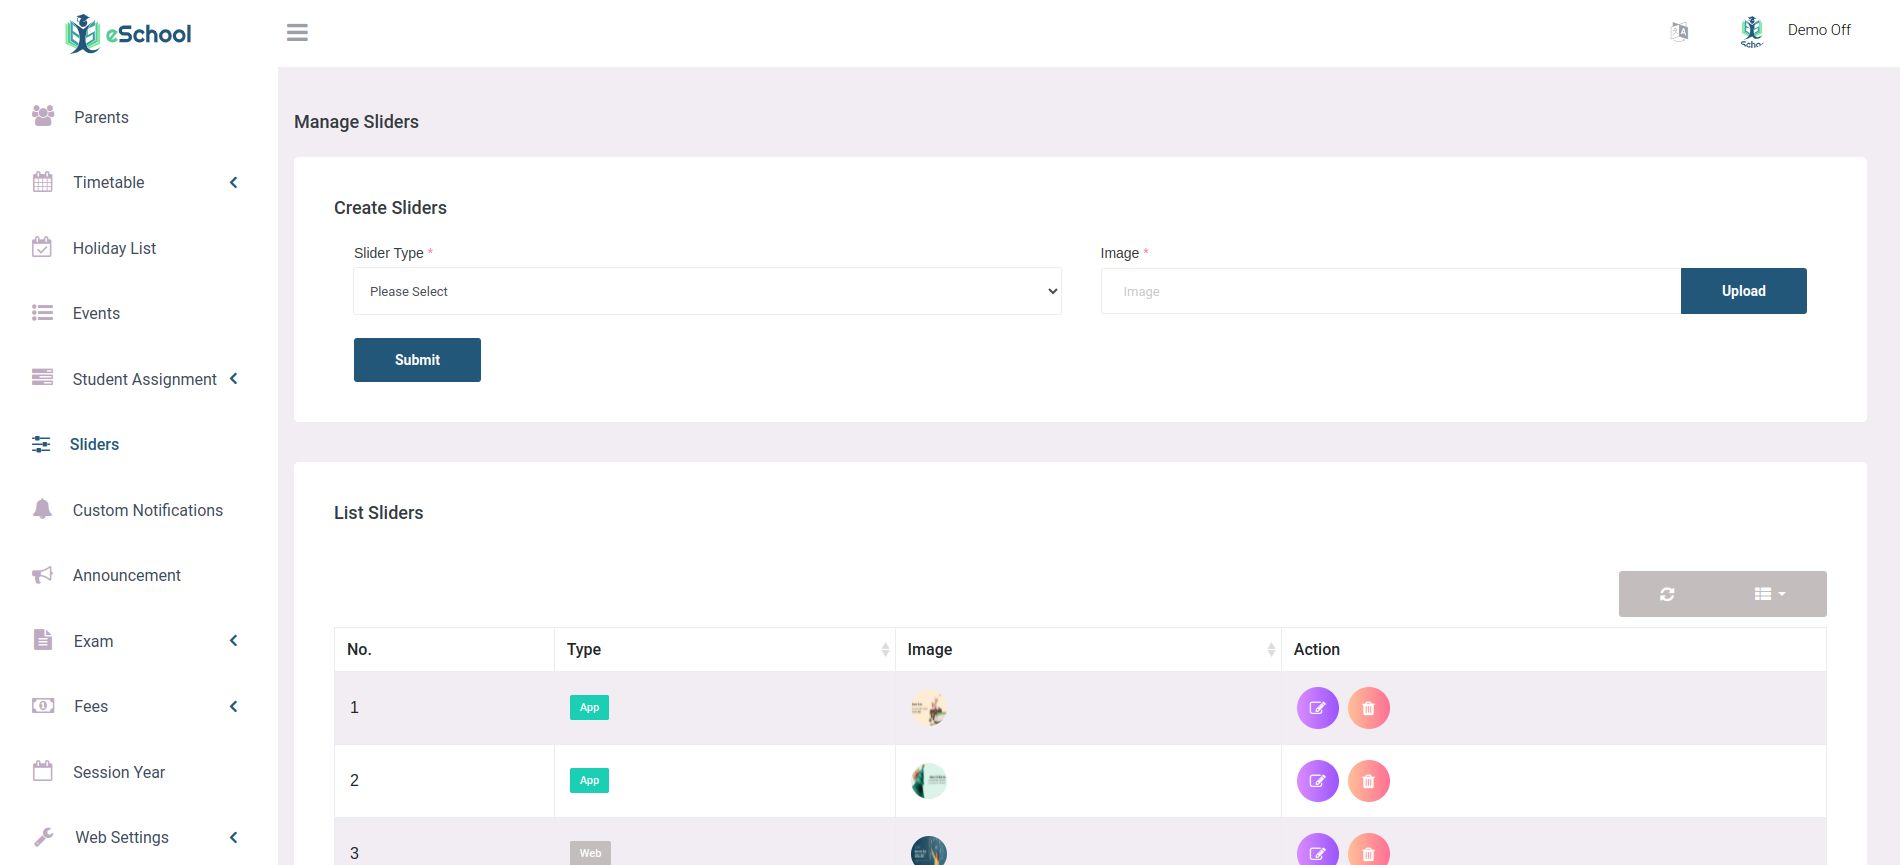 eSchool
Demo Off
Parents
Timetable
Holiday List
Events
Student Assignment
Sliders
Custom Notifications
Announcement
Exam
Fees
Session Year
Web Settings
Manage Sliders
Create Sliders
Slider Type *
Please Select
Image *
Image
Upload
Submit
List Sliders
No. Type Image Action
1 App
2 App
3 Web